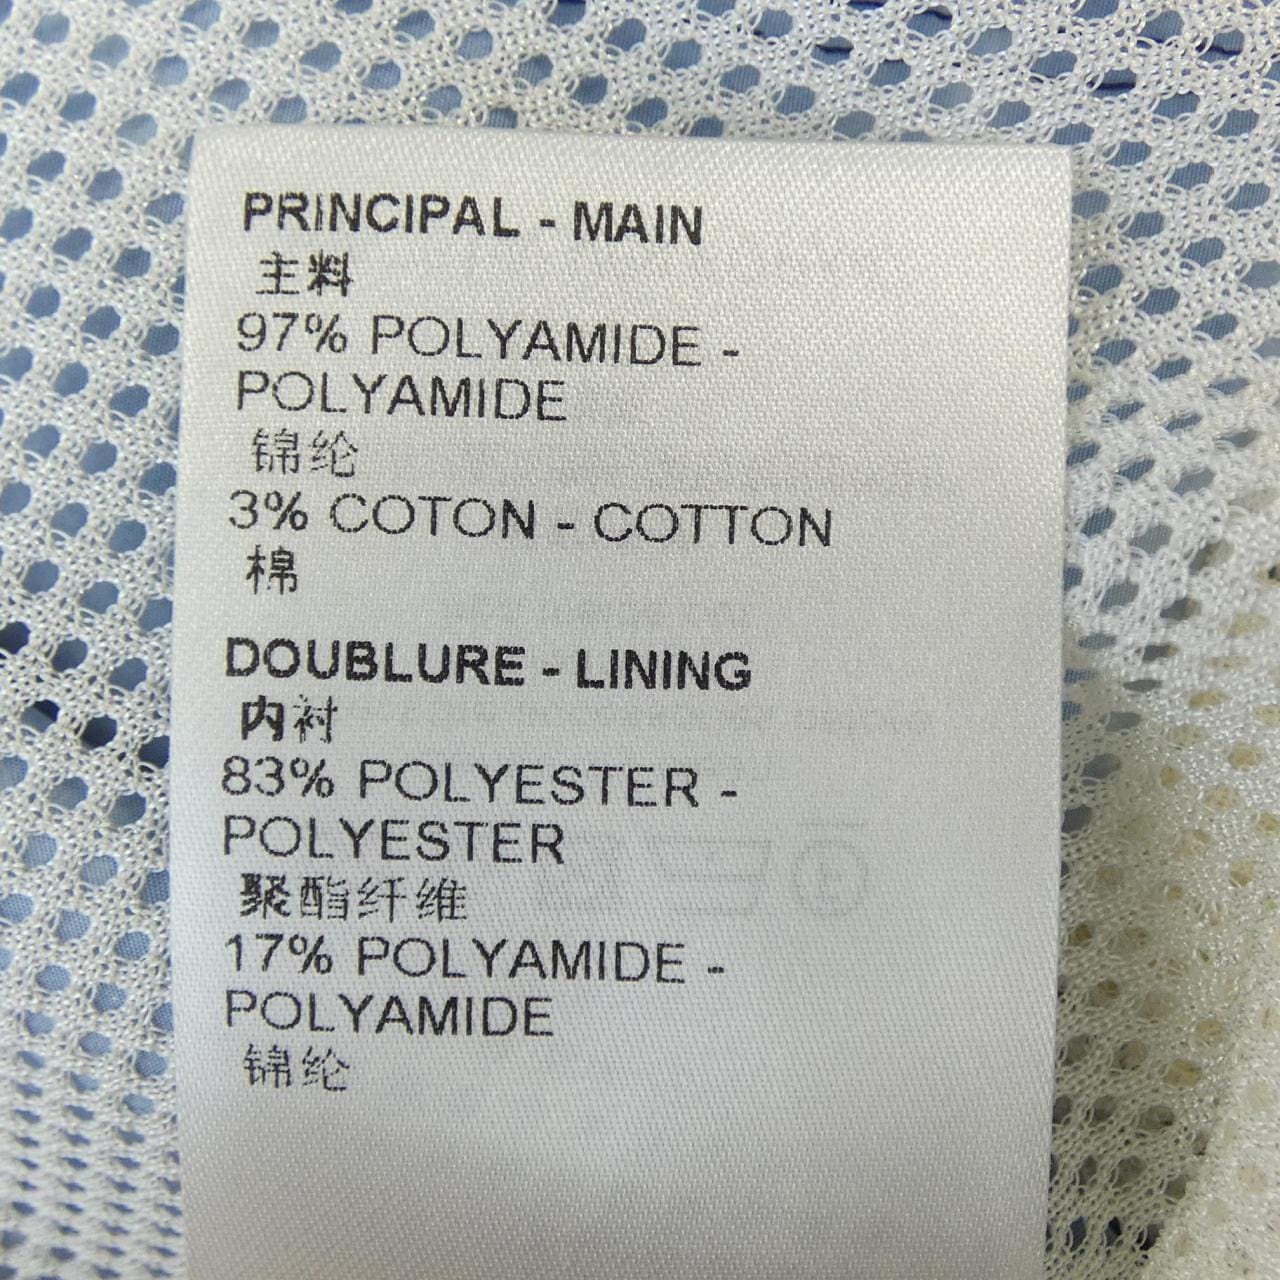 PRINCIPAL - MAIN
主料
97% POLYAMIDE -
POLYAMIDE
锦纶
3% COTON - COTTON
棉
DOUBLURE - LINING
内衬
83% POLYESTER -
POLYESTER
聚酯纤维
17% POLYAMIDE -
POLYAMIDE
锦纶